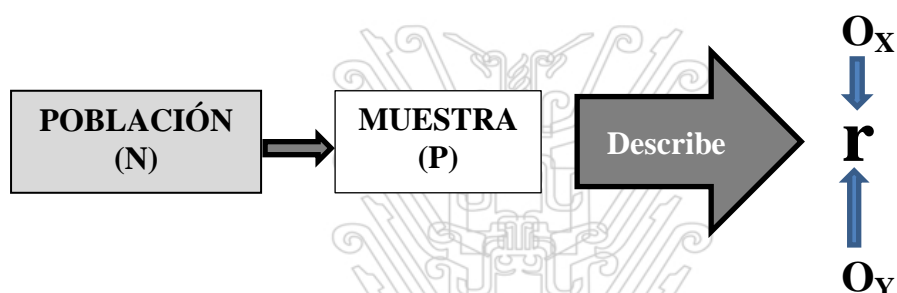 POBLACIÓN
(N)
MUESTRA
(P)
Describe
OX
r
OY